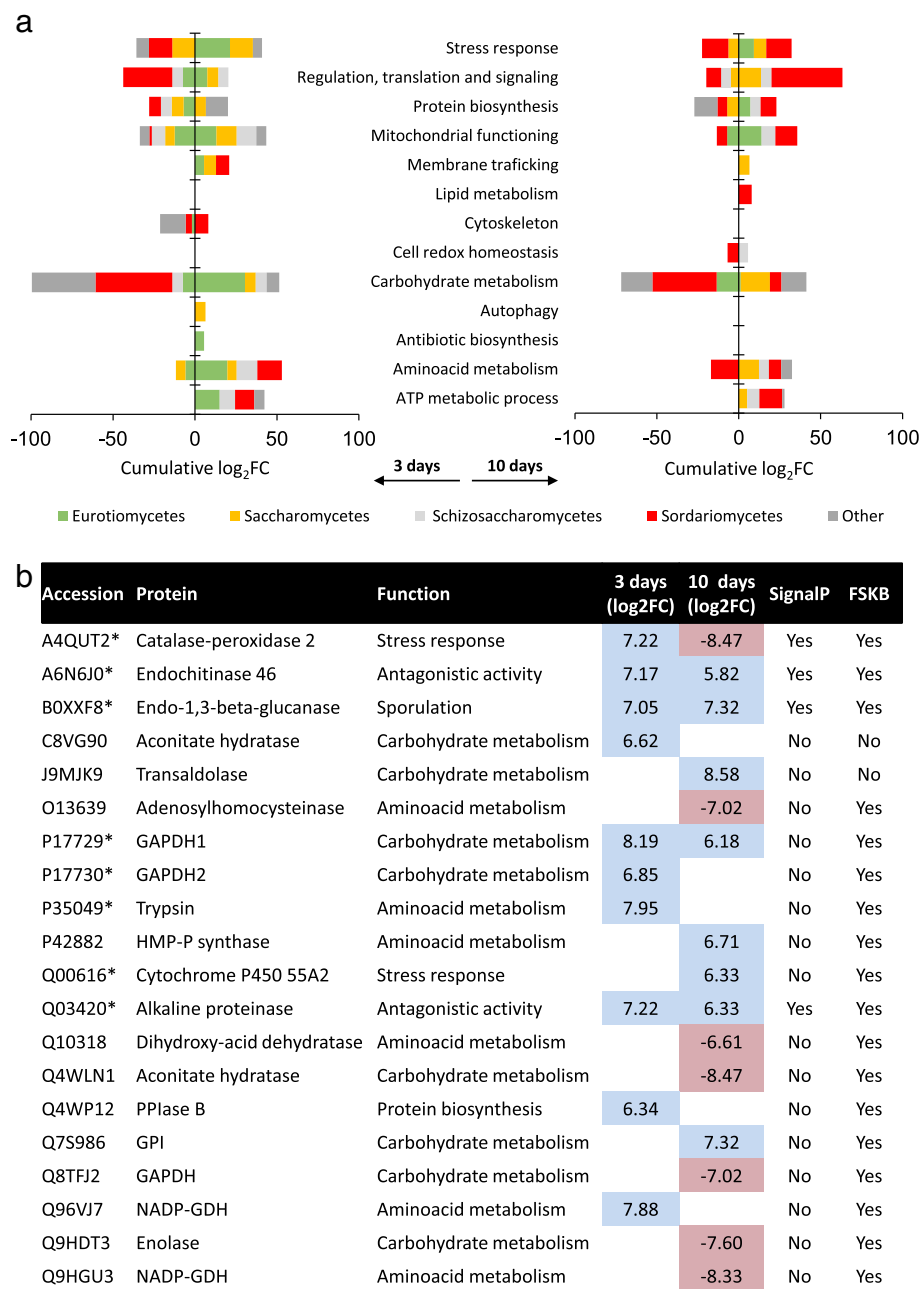 a
Stress response
Regulation, translation and signaling
Protein biosynthesis
Mitochondrial functioning
Membrane traficking
Lipid metabolism
Cytoskeleton
Cell redox homeostasis
Carbohydrate metabolism
Autophagy
Antibiotic biosynthesis
Aminoacid metabolism
ATP metabolic process
-100 -50 0 50 100 -100 -50 0 50 100
Cumulative log2FC 3 days 10 days Cumulative log2FC
Eurotiomycetes Saccharomycetes Schizosaccharomycetes Sordariomycetes Other
b
Accession Protein Function 3 days (log2FC) 10 days (log2FC) SignalP FSKB
A4QUT2* Catalase-peroxidase 2 Stress response 7.22 -8.47 Yes Yes
A6N6J0* Endochitinase 46 Antagonistic activity 7.17 5.82 Yes Yes
B0XXF8* Endo-1,3-beta-glucanase Sporulation 7.05 7.32 Yes Yes
C8VG90 Aconitate hydratase Carbohydrate metabolism 6.62 No No
J9MJK9 Transaldolase Carbohydrate metabolism 8.58 No No
O13639 Adenosylhomocysteinase Aminoacid metabolism -7.02 No Yes
P17729* GAPDH1 Carbohydrate metabolism 8.19 6.18 No Yes
P17730* GAPDH2 Carbohydrate metabolism 6.85 No Yes
P35049* Trypsin Aminoacid metabolism 7.95 No Yes
P42882 HMP-P synthase Aminoacid metabolism 6.71 No Yes
Q00616* Cytochrome P450 55A2 Stress response 6.33 No Yes
Q03420* Alkaline proteinase Antagonistic activity 7.22 6.33 Yes Yes
Q10318 Dihydroxy-acid dehydratase Aminoacid metabolism -6.61 No Yes
Q4WLN1 Aconitate hydratase Carbohydrate metabolism -8.47 No Yes
Q4WP12 PPIase B Protein biosynthesis 6.34 No Yes
Q7S986 GPI Carbohydrate metabolism 7.32 No Yes
Q8TFJ2 GAPDH Carbohydrate metabolism -7.02 No Yes
Q96VJ7 NADP-GDH Aminoacid metabolism 7.88 No Yes
Q9HDT3 Enolase Carbohydrate metabolism -7.60 No Yes
Q9HGU3 NADP-GDH Aminoacid metabolism -8.33 No Yes